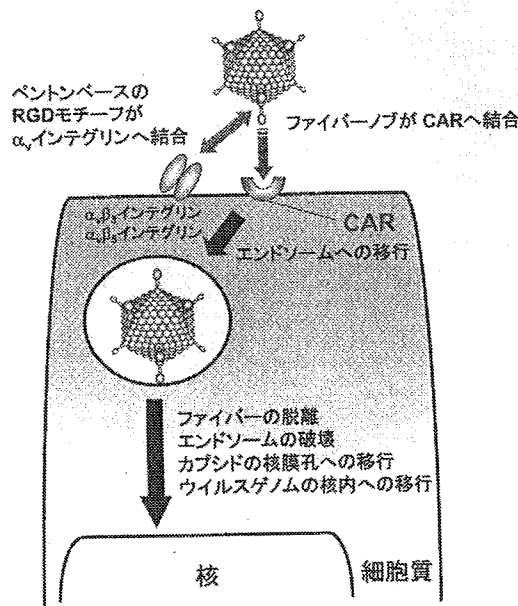 ペントンベースの
RGDモチーフが
αvインテグリンへ結合
ファイバーノブが CARへ結合
αvβ3インテグリン
αvβ5インテグリン
CAR
エンドソームへの移行
ファイバーの脱離
エンドソームの破壊
カプシドの核膜孔への移行
ウイルスゲノムの核内への移行
核
細胞質